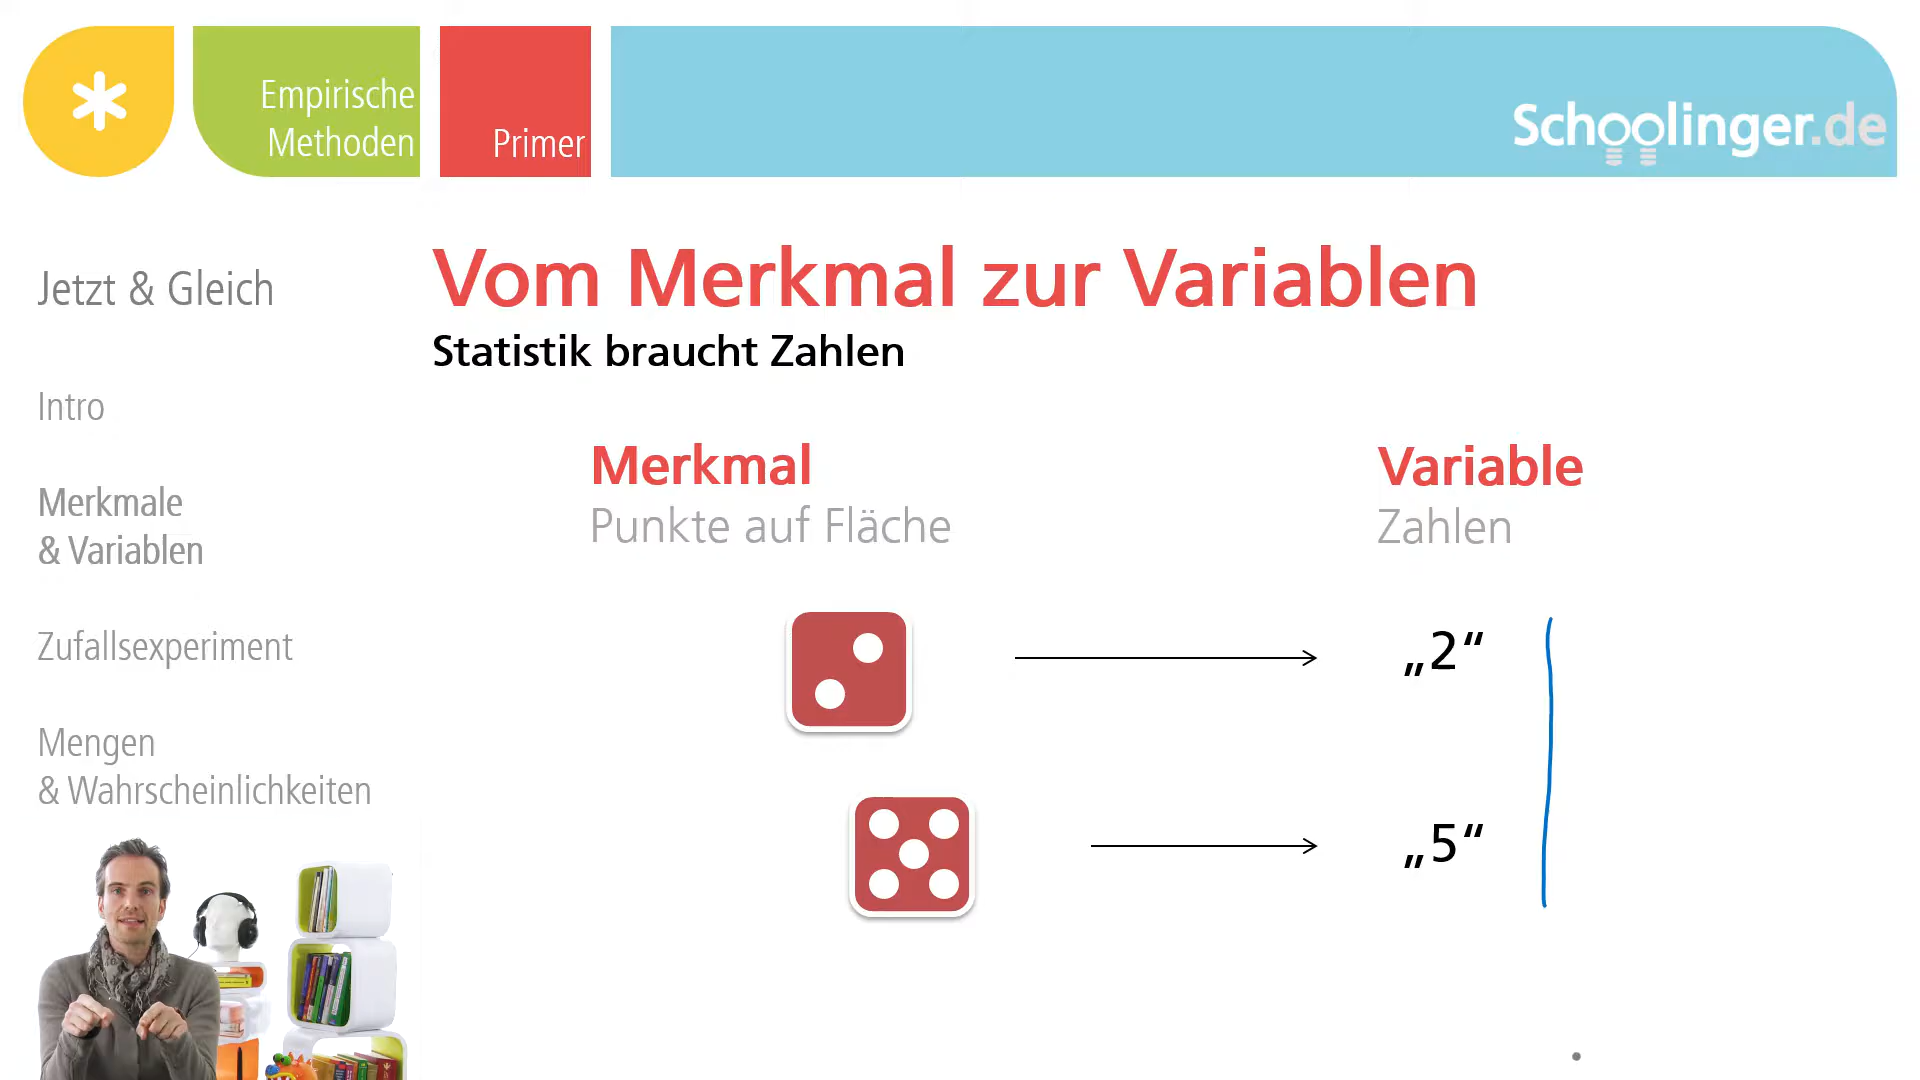 Empirische
Methoden
Primer
Schoolinger.de
Jetzt & Gleich
Intro
Merkmale
& Variablen
Zufallsexperiment
Mengen
& Wahrscheinlichkeiten
Vom Merkmal zur Variablen
Statistik braucht Zahlen
Merkmal
Punkte auf Fläche
Variable
Zahlen
„2“
„5“